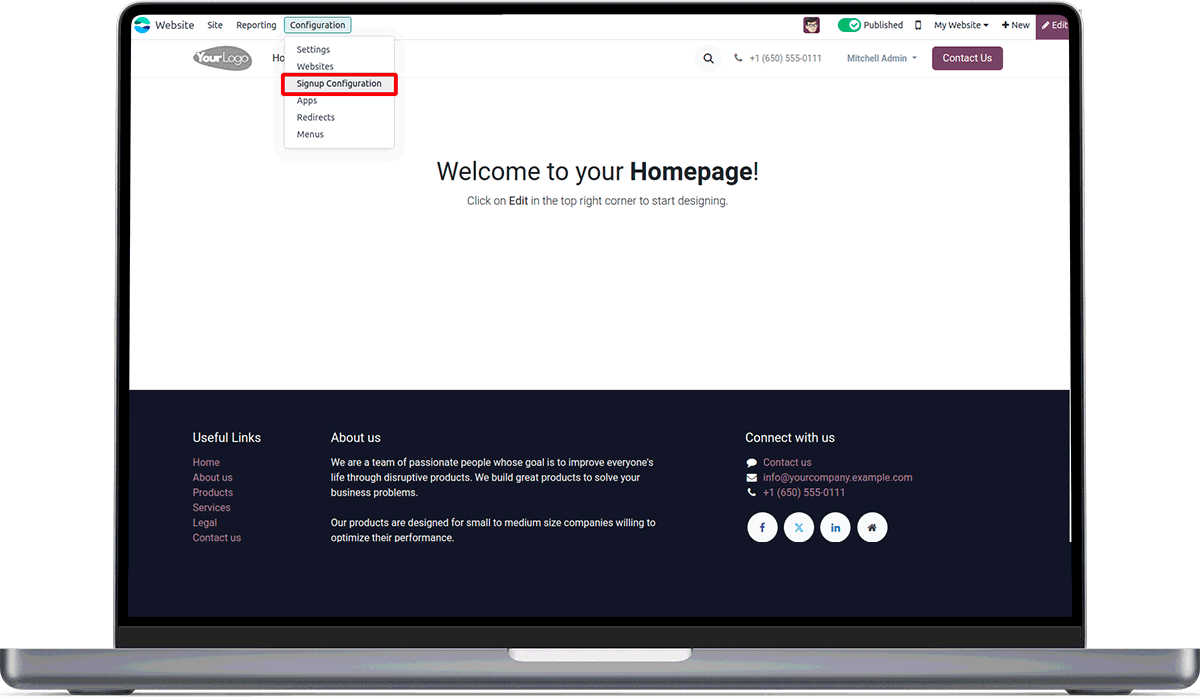 Website Site Reporting Configuration Published My Website + New Edit
YourLogo Ho +1 (650) 555-0111 Mitchell Admin Contact Us
Settings
Websites
Signup Configuration
Apps
Redirects
Menus
Welcome to your Homepage!
Click on Edit in the top right corner to start designing.
Useful Links
Home
About us
Products
Services
Legal
Contact us
About us
We are a team of passionate people whose goal is to improve everyone's
life through disruptive products. We build great products to solve your
business problems.
Our products are designed for small to medium size companies willing to
optimize their performance.
Connect with us
Contact us
info@yourcompany.example.com
+1 (650) 555-0111